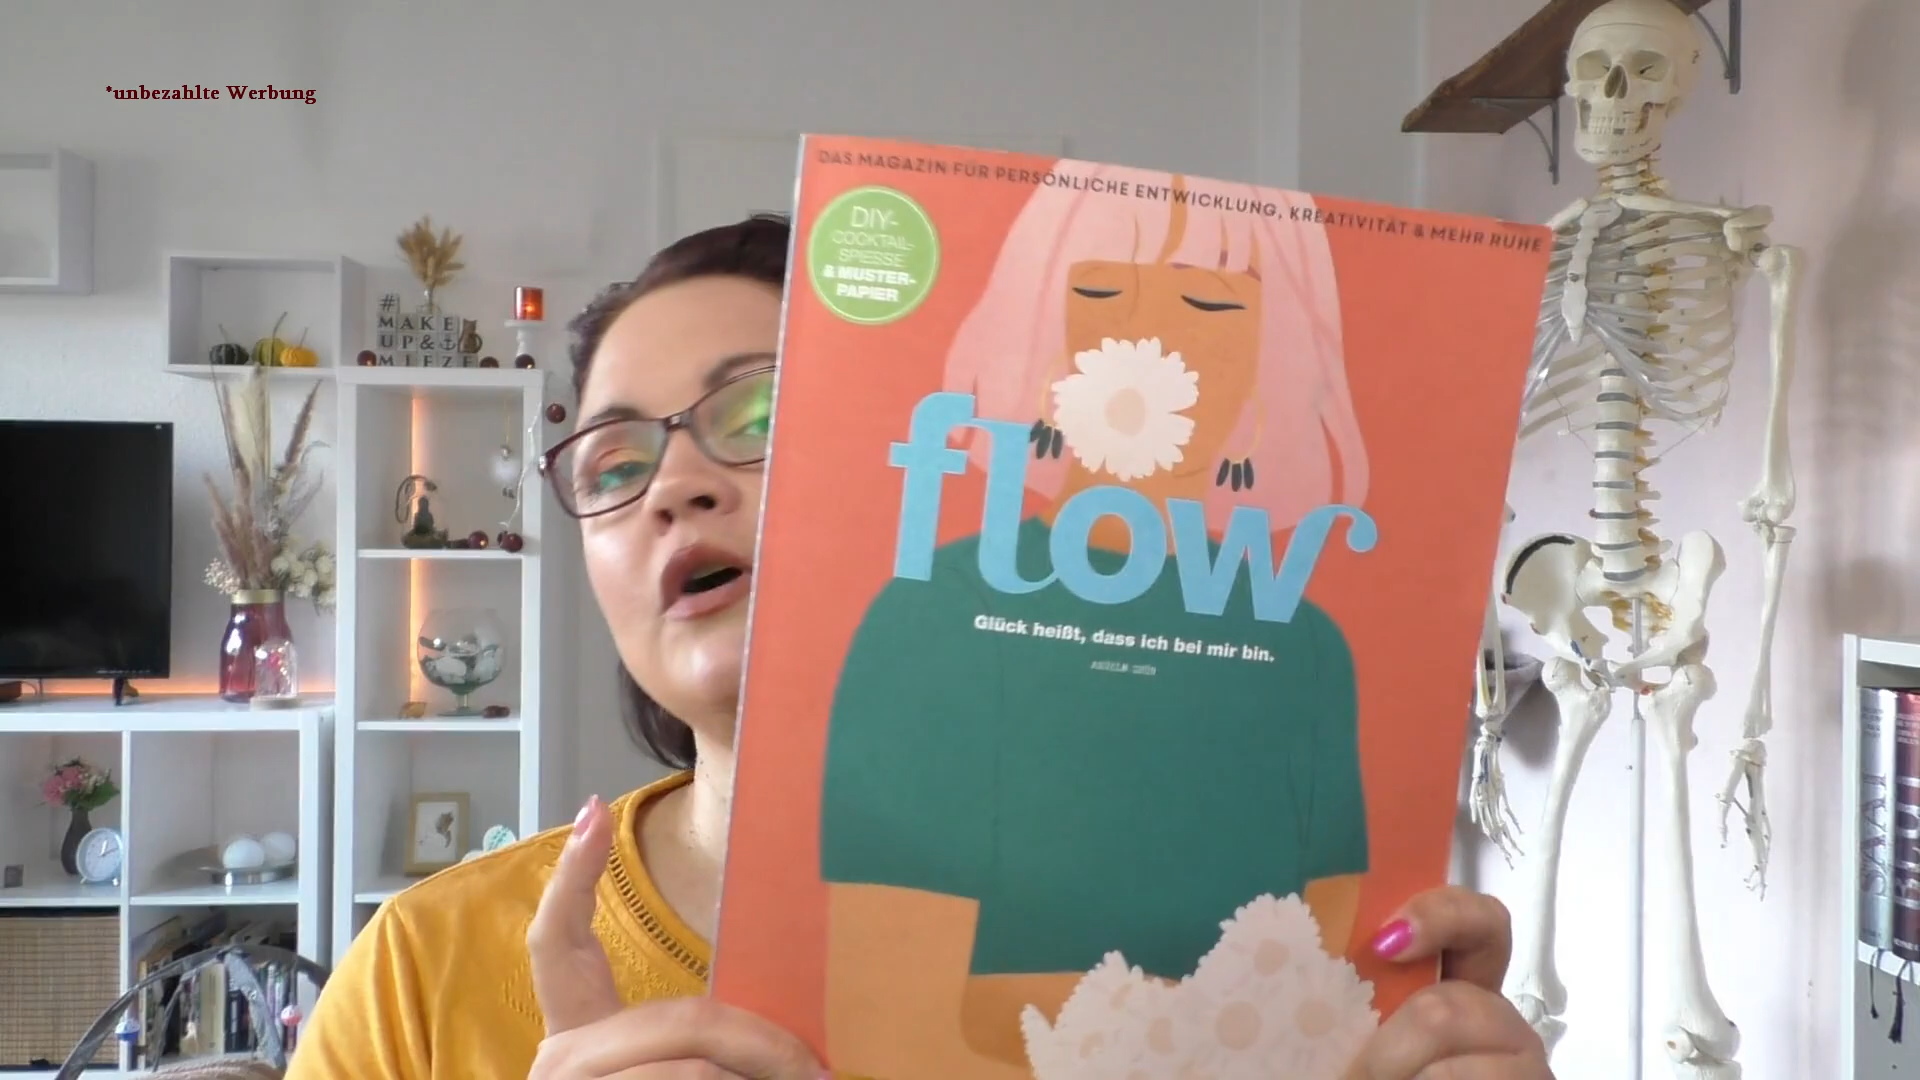 *unbezahlte Werbung
DAS MAGAZIN FÜR PERSÖNLICHE ENTWICKLUNG, KREATIVITÄT & MEHR RUHE
DIY-
COCKTAIL-
SPIESSE
& MUSTER-
PAPIER
#
MAKE
UP&
MIEZE
flow
Glück heißt, dass ich bei mir bin.